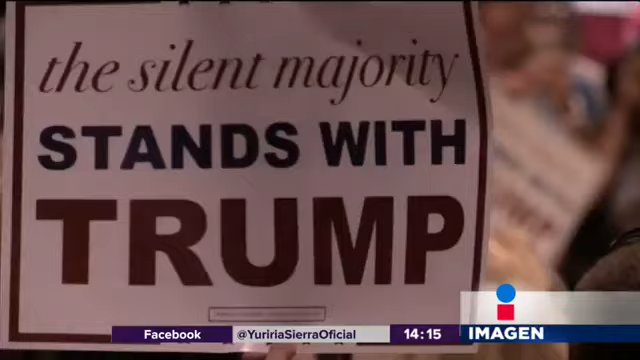 the silent majority
STANDS WITH
TRUMP
Facebook @YuririaSierraOficial 14:15 IMAGEN